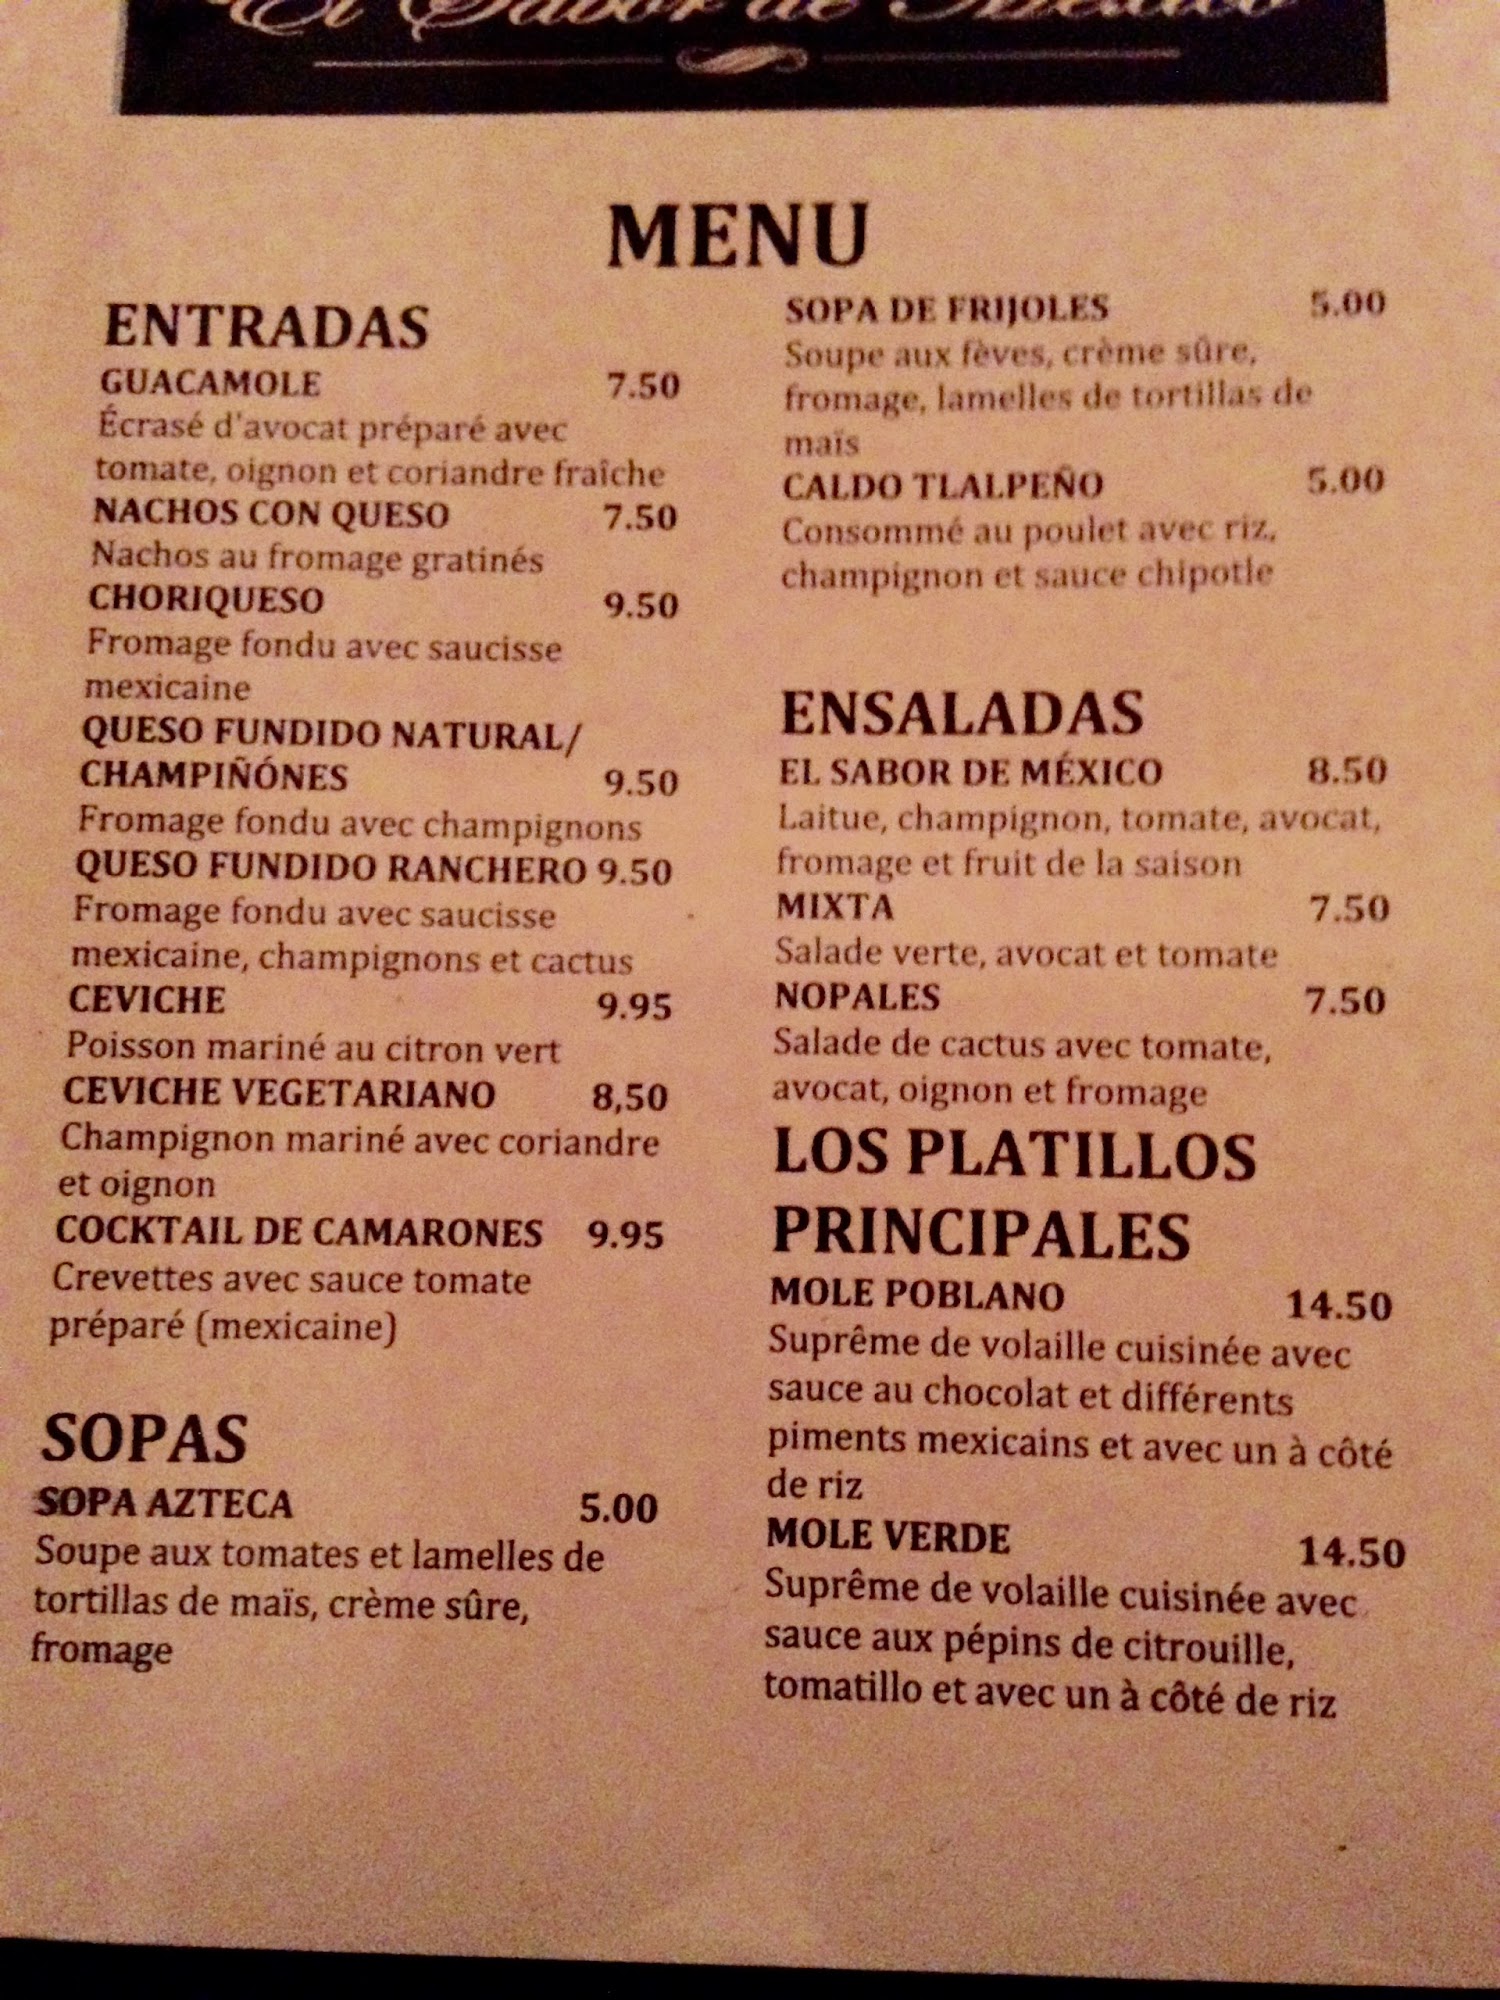 El Sabor de México
MENU
ENTRADAS
GUACAMOLE 7.50
Écrasé d'avocat préparé avec
tomate, oignon et coriandre fraîche
NACHOS CON QUESO 7.50
Nachos au fromage gratinés
CHORIQUESO 9.50
Fromage fondu avec saucisse
mexicaine
QUESO FUNDIDO NATURAL/
CHAMPIÑÓNES 9.50
Fromage fondu avec champignons
QUESO FUNDIDO RANCHERO 9.50
Fromage fondu avec saucisse
mexicaine, champignons et cactus
CEVICHE 9.95
Poisson mariné au citron vert
CEVICHE VEGETARIANO 8,50
Champignon mariné avec coriandre
et oignon
COCKTAIL DE CAMARONES 9.95
Crevettes avec sauce tomate
préparé (mexicaine)
SOPAS
SOPA AZTECA 5.00
Soupe aux tomates et lamelles de
tortillas de maïs, crème sûre,
fromage
SOPA DE FRIJOLES 5.00
Soupe aux fèves, crème sûre,
fromage, lamelles de tortillas de
maïs
CALDO TLALPEÑO 5.00
Consommé au poulet avec riz,
champignon et sauce chipotle
ENSALADAS
EL SABOR DE MÉXICO 8.50
Laitue, champignon, tomate, avocat,
fromage et fruit de la saison
MIXTA 7.50
Salade verte, avocat et tomate
NOPALES 7.50
Salade de cactus avec tomate,
avocat, oignon et fromage
LOS PLATILLOS
PRINCIPALES
MOLE POBLANO 14.50
Suprême de volaille cuisinée avec
sauce au chocolat et différents
piments mexicains et avec un à côté
de riz
MOLE VERDE 14.50
Suprême de volaille cuisinée avec
sauce aux pépins de citrouille,
tomatillo et avec un à côté de riz